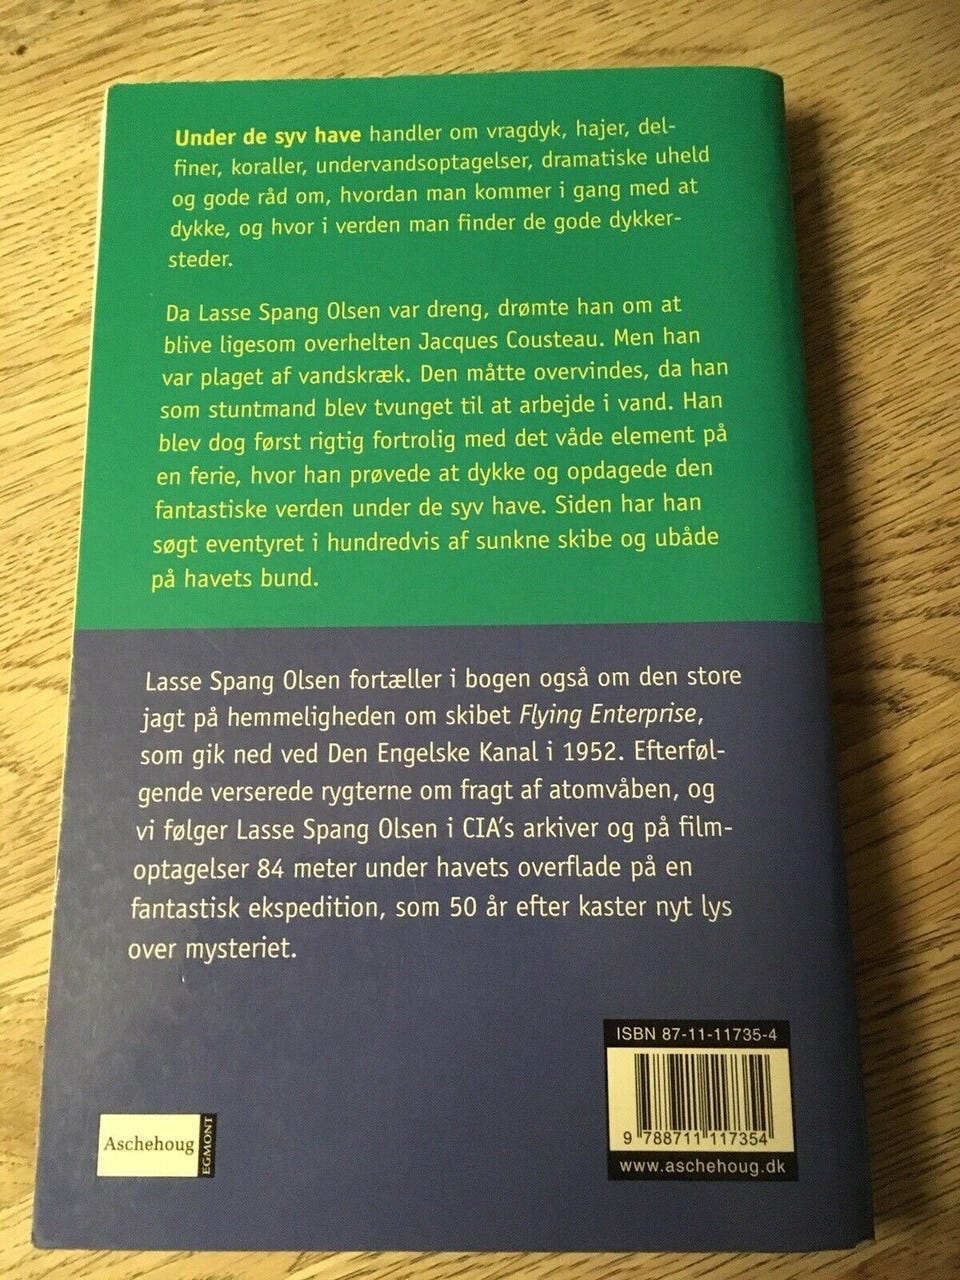 Under de syv have handler om vragdyk, hajer, del-
finer, koraller, undervandsoptagelser, dramatiske uheld
og gode råd om, hvordan man kommer i gang med at
dykke, og hvor i verden man finder de gode dykker-
steder.
Da Lasse Spang Olsen var dreng, drømte han om at
blive ligesom overhelten Jacques Cousteau. Men han
var plaget af vandskræk. Den måtte overvindes, da han
som stuntmand blev tvunget til at arbejde i vand. Han
blev dog først rigtig fortrolig med det våde element på
en ferie, hvor han prøvede at dykke og opdagede den
fantastiske verden under de syv have. Siden har han
søgt eventyret i hundredvis af sunkne skibe og ubåde
på havets bund.
Lasse Spang Olsen fortæller i bogen også om den store
jagt på hemmeligheden om skibet Flying Enterprise,
som gik ned ved Den Engelske Kanal i 1952. Efterføl-
gende verserede rygterne om fragt af atomvåben, og
vi følger Lasse Spang Olsen i CIA's arkiver og på film-
optagelser 84 meter under havets overflade på en
fantastisk ekspedition, som 50 år efter kaster nyt lys
over mysteriet.
ISBN 87-11-11735-4
9 788711 117354
www.aschehoug.dk
Aschehoug
EGMONT